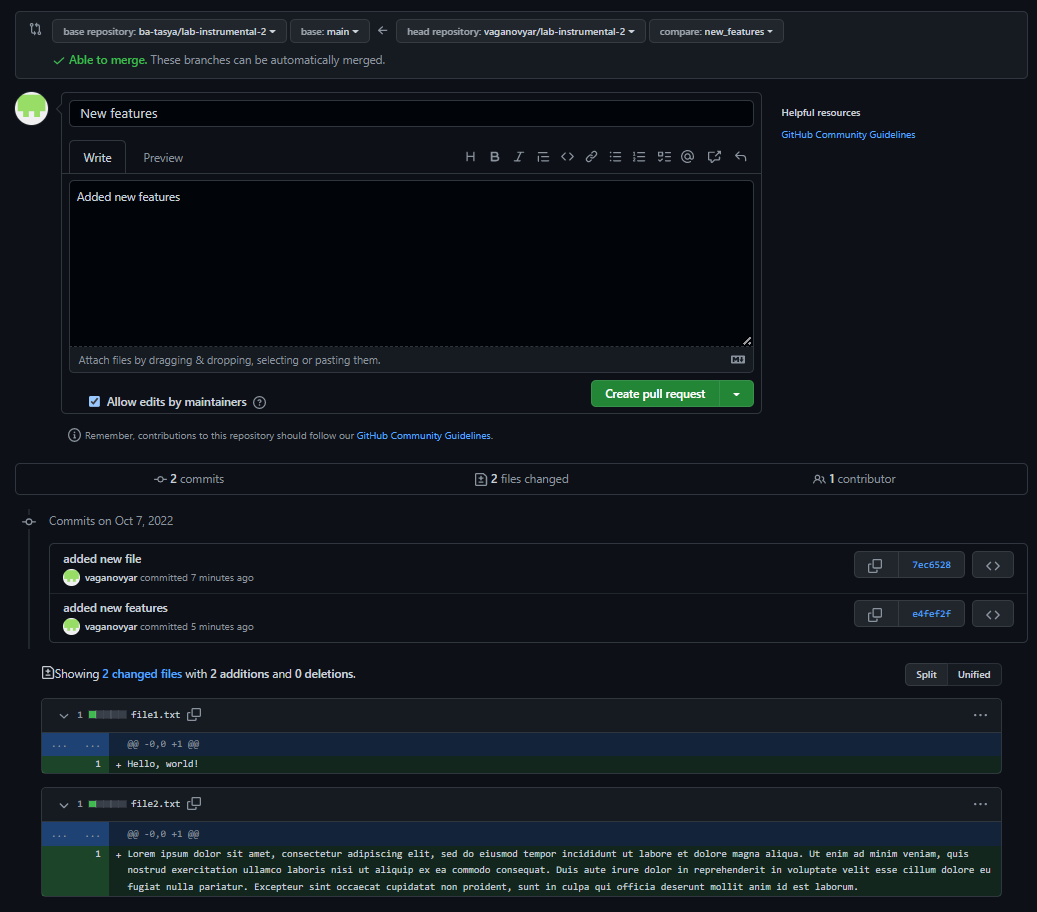 base repository: ba-tasya/lab-instrumental-2 base: main head repository: vaganovyar/lab-instrumental-2 compare: new_features
Able to merge. These branches can be automatically merged.
New features
Helpful resources
GitHub Community Guidelines
Write Preview
Added new features
Attach files by dragging & dropping, selecting or pasting them.
Allow edits by maintainers
Create pull request
Remember, contributions to this repository should follow our GitHub Community Guidelines.
2 commits 2 files changed 1 contributor
Commits on Oct 7, 2022
added new file
vaganovyar committed 7 minutes ago
7ec6528
added new features
vaganovyar committed 5 minutes ago
e4fef2f
Showing 2 changed files with 2 additions and 0 deletions.
Split Unified
1 file1.txt
... ... @@ -0,0 +1 @@
1 + Hello, world!
1 file2.txt
... ... @@ -0,0 +1 @@
1 + Lorem ipsum dolor sit amet, consectetur adipiscing elit, sed do eiusmod tempor incididunt ut labore et dolore magna aliqua. Ut enim ad minim veniam, quis
nostrud exercitation ullamco laboris nisi ut aliquip ex ea commodo consequat. Duis aute irure dolor in reprehenderit in voluptate velit esse cillum dolore eu
fugiat nulla pariatur. Excepteur sint occaecat cupidatat non proident, sunt in culpa qui officia deserunt mollit anim id est laborum.